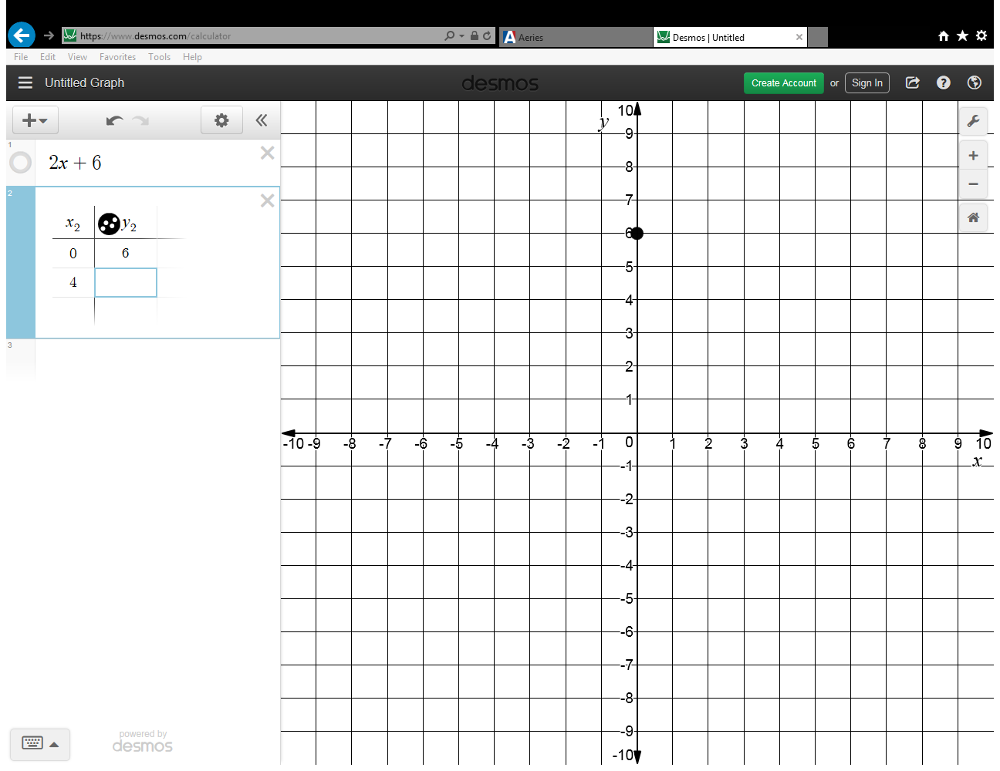 https://www.desmos.com/calculator
Aeries
Desmos | Untitled
File Edit View Favorites Tools Help
Untitled Graph
desmos
Create Account or Sign In
1
2x + 6
2
x2 y2
0 6
4
3
powered by
desmos
y
10
9
8
7
6
5
4
3
2
1
-10 -9 -8 -7 -6 -5 -4 -3 -2 -1 0 1 2 3 4 5 6 7 8 9 10
x
-1
-2
-3
-4
-5
-6
-7
-8
-9
-10